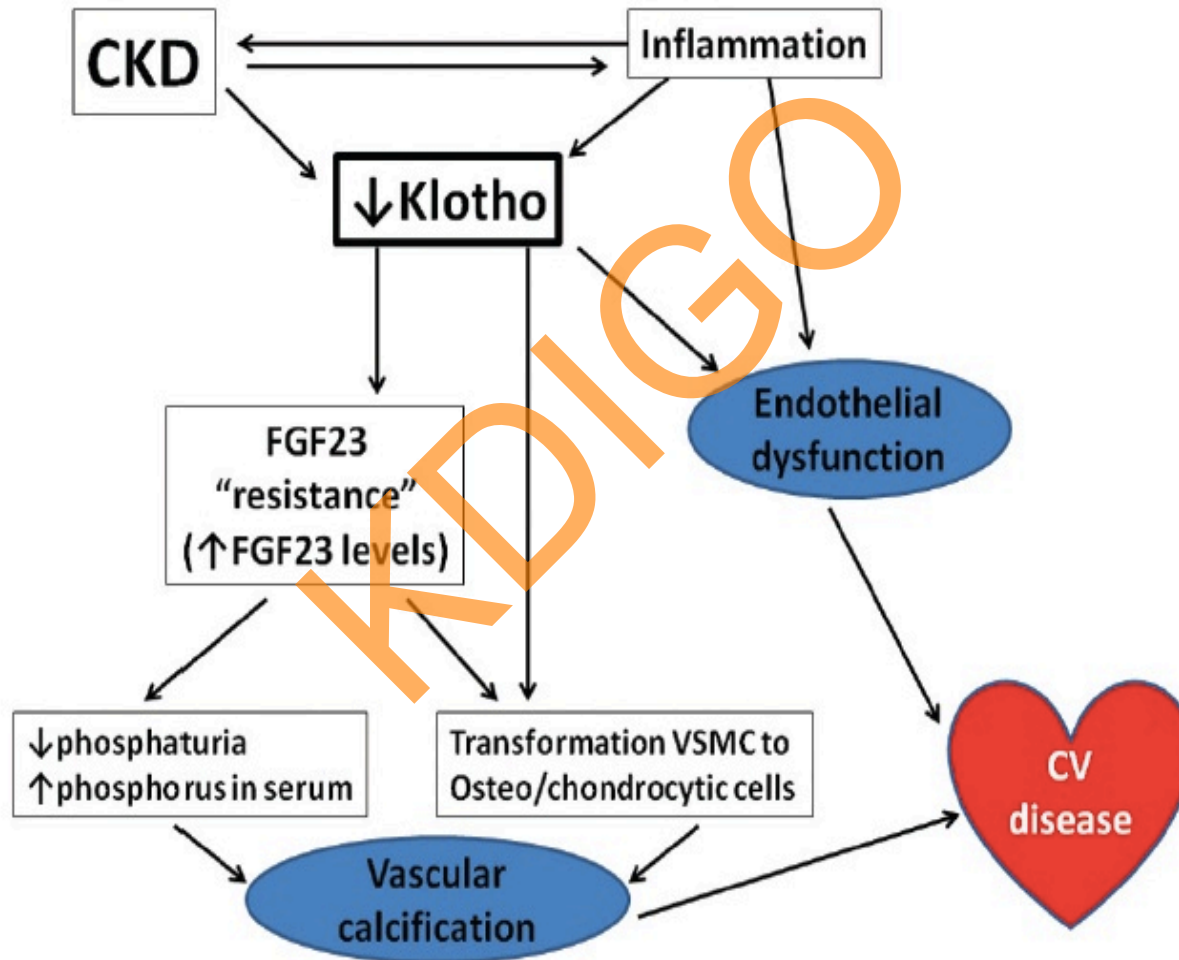 CKD
Inflammation
↓Klotho
FGF23
“resistance”
(↑FGF23 levels)
Endothelial
dysfunction
↓phosphaturia
↑phosphorus in serum
Transformation VSMC to
Osteo/chondrocytic cells
Vascular
calcification
CV
disease
KDIGO